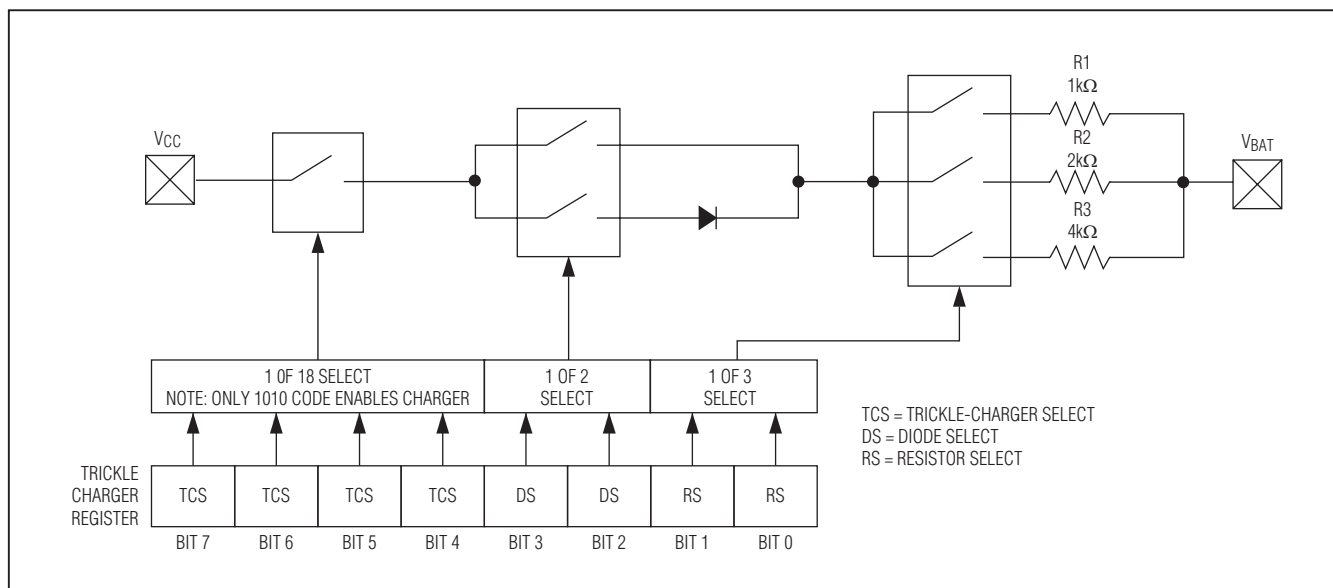 R1
1kΩ
VCC
R2
2kΩ
VBAT
R3
4kΩ
1 OF 18 SELECT
NOTE: ONLY 1010 CODE ENABLES CHARGER
1 OF 2
SELECT
1 OF 3
SELECT
TCS = TRICKLE-CHARGER SELECT
DS = DIODE SELECT
RS = RESISTOR SELECT
TRICKLE
CHARGER
REGISTER
TCS TCS TCS TCS DS DS RS RS
BIT 7 BIT 6 BIT 5 BIT 4 BIT 3 BIT 2 BIT 1 BIT 0